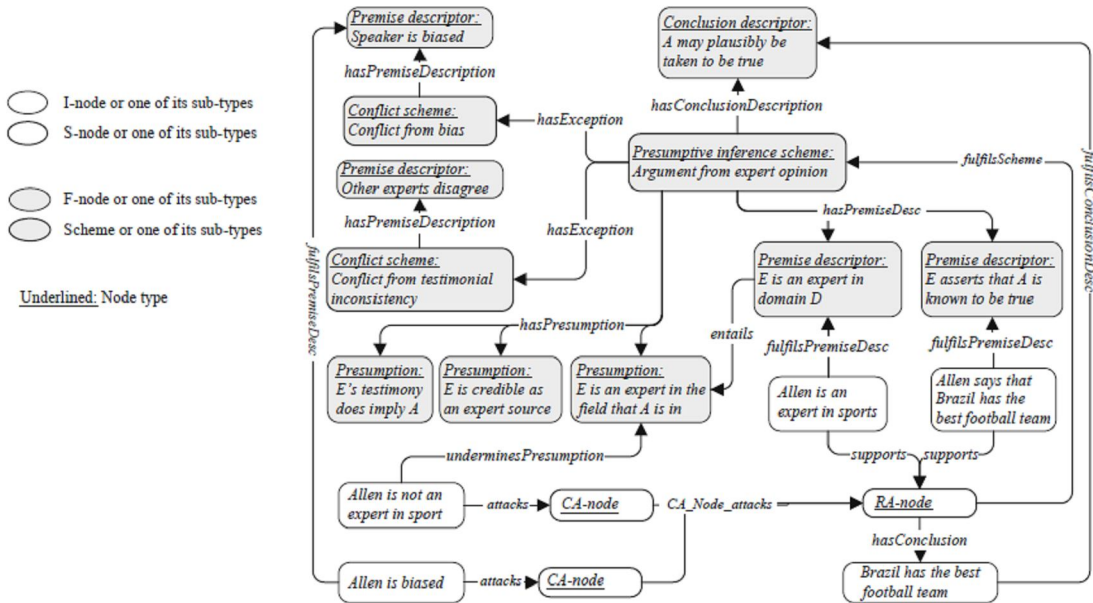 Premise descriptor:
Speaker is biased
Conclusion descriptor:
A may plausibly be
taken to be true
hasPremiseDescription
hasConclusionDescription
I-node or one of its sub-types
S-node or one of its sub-types
Conflict scheme:
Conflict from bias
hasException
Presumptive inference scheme:
Argument from expert opinion
fulfilsScheme
fulfilsConclusionDesc
Premise descriptor:
Other experts disagree
F-node or one of its sub-types
Scheme or one of its sub-types
hasPremiseDescription
hasException
hasPremiseDesc
Conflict scheme:
Conflict from testimonial
inconsistency
Premise descriptor:
E is an expert in
domain D
Premise descriptor:
E asserts that A is
known to be true
Underlined: Node type
fulfilsPremiseDesc
hasPresumption
entails
fulfilsPremiseDesc
fulfilsPremiseDesc
Presumption:
E's testimony
does imply A
Presumption:
E is credible as
an expert source
Presumption:
E is an expert in the
field that A is in
Allen is an
expert in sports
Allen says that
Brazil has the
best football team
underminesPresumption
supports
supports
Allen is not an
expert in sport
attacks
CA-node
CA_Node_attacks
RA-node
hasConclusion
Allen is biased
attacks
CA-node
Brazil has the best
football team